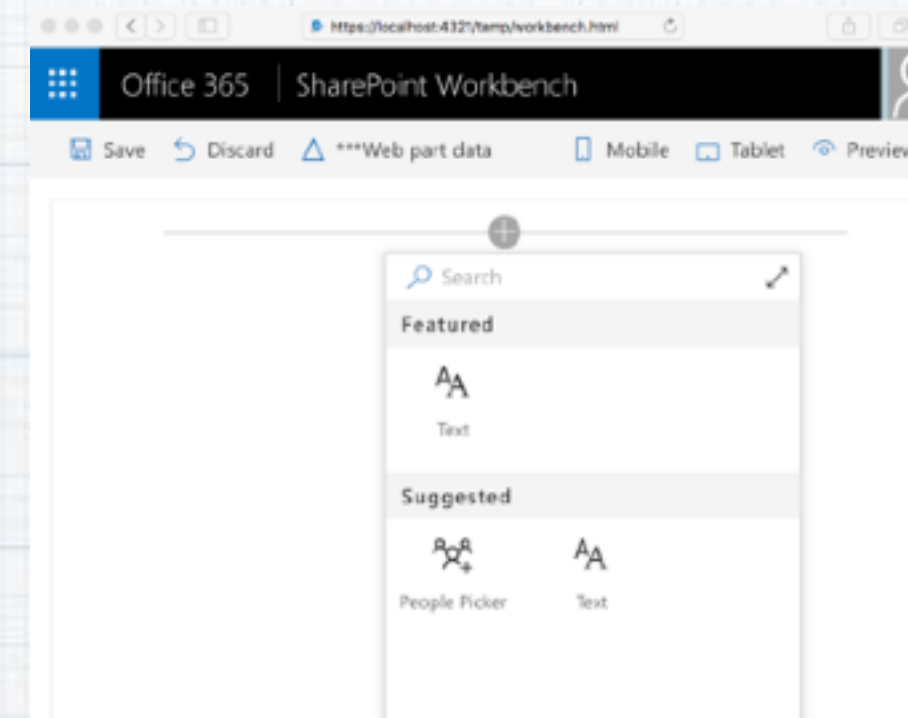 https://localhost:4321/temp/workbench.html
Office 365 SharePoint Workbench
Save Discard ***Web part data Mobile Tablet Preview
Search
Featured
Text
Suggested
People Picker Text